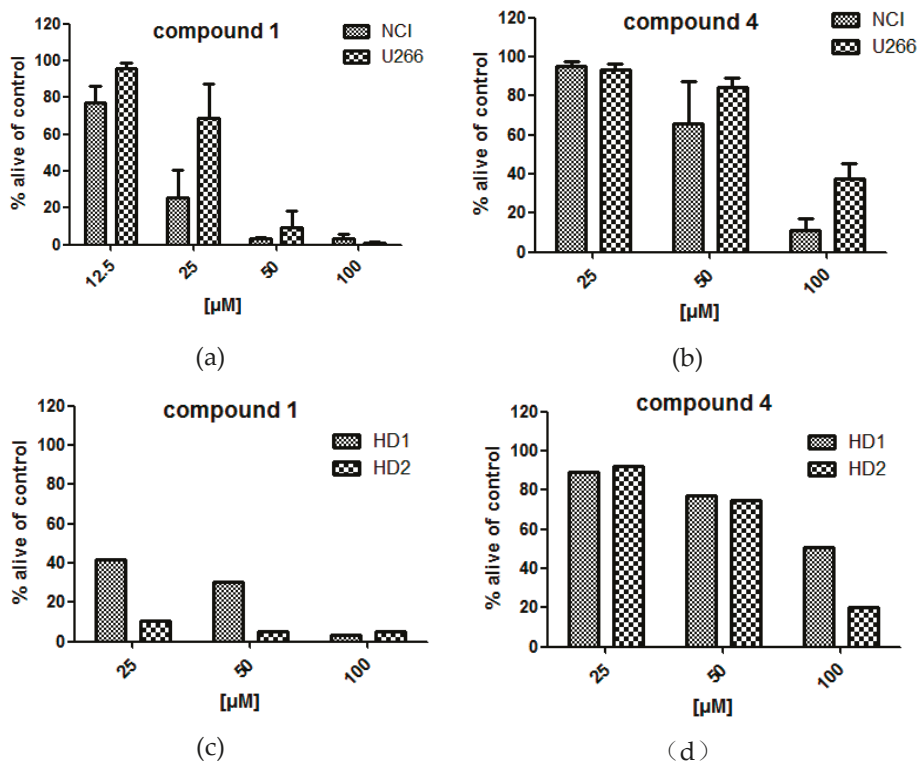 compound 1
NCI
U266
% alive of control
120
100
80
60
40
20
0
12.5
25
50
100
[µM]
(a)
compound 4
NCI
U266
% alive of control
120
100
80
60
40
20
0
25
50
100
[µM]
(b)
compound 1
HD1
HD2
% alive of control
120
100
80
60
40
20
0
25
50
100
[µM]
(c)
compound 4
HD1
HD2
% alive of control
120
100
80
60
40
20
0
25
50
100
[µM]
（d）